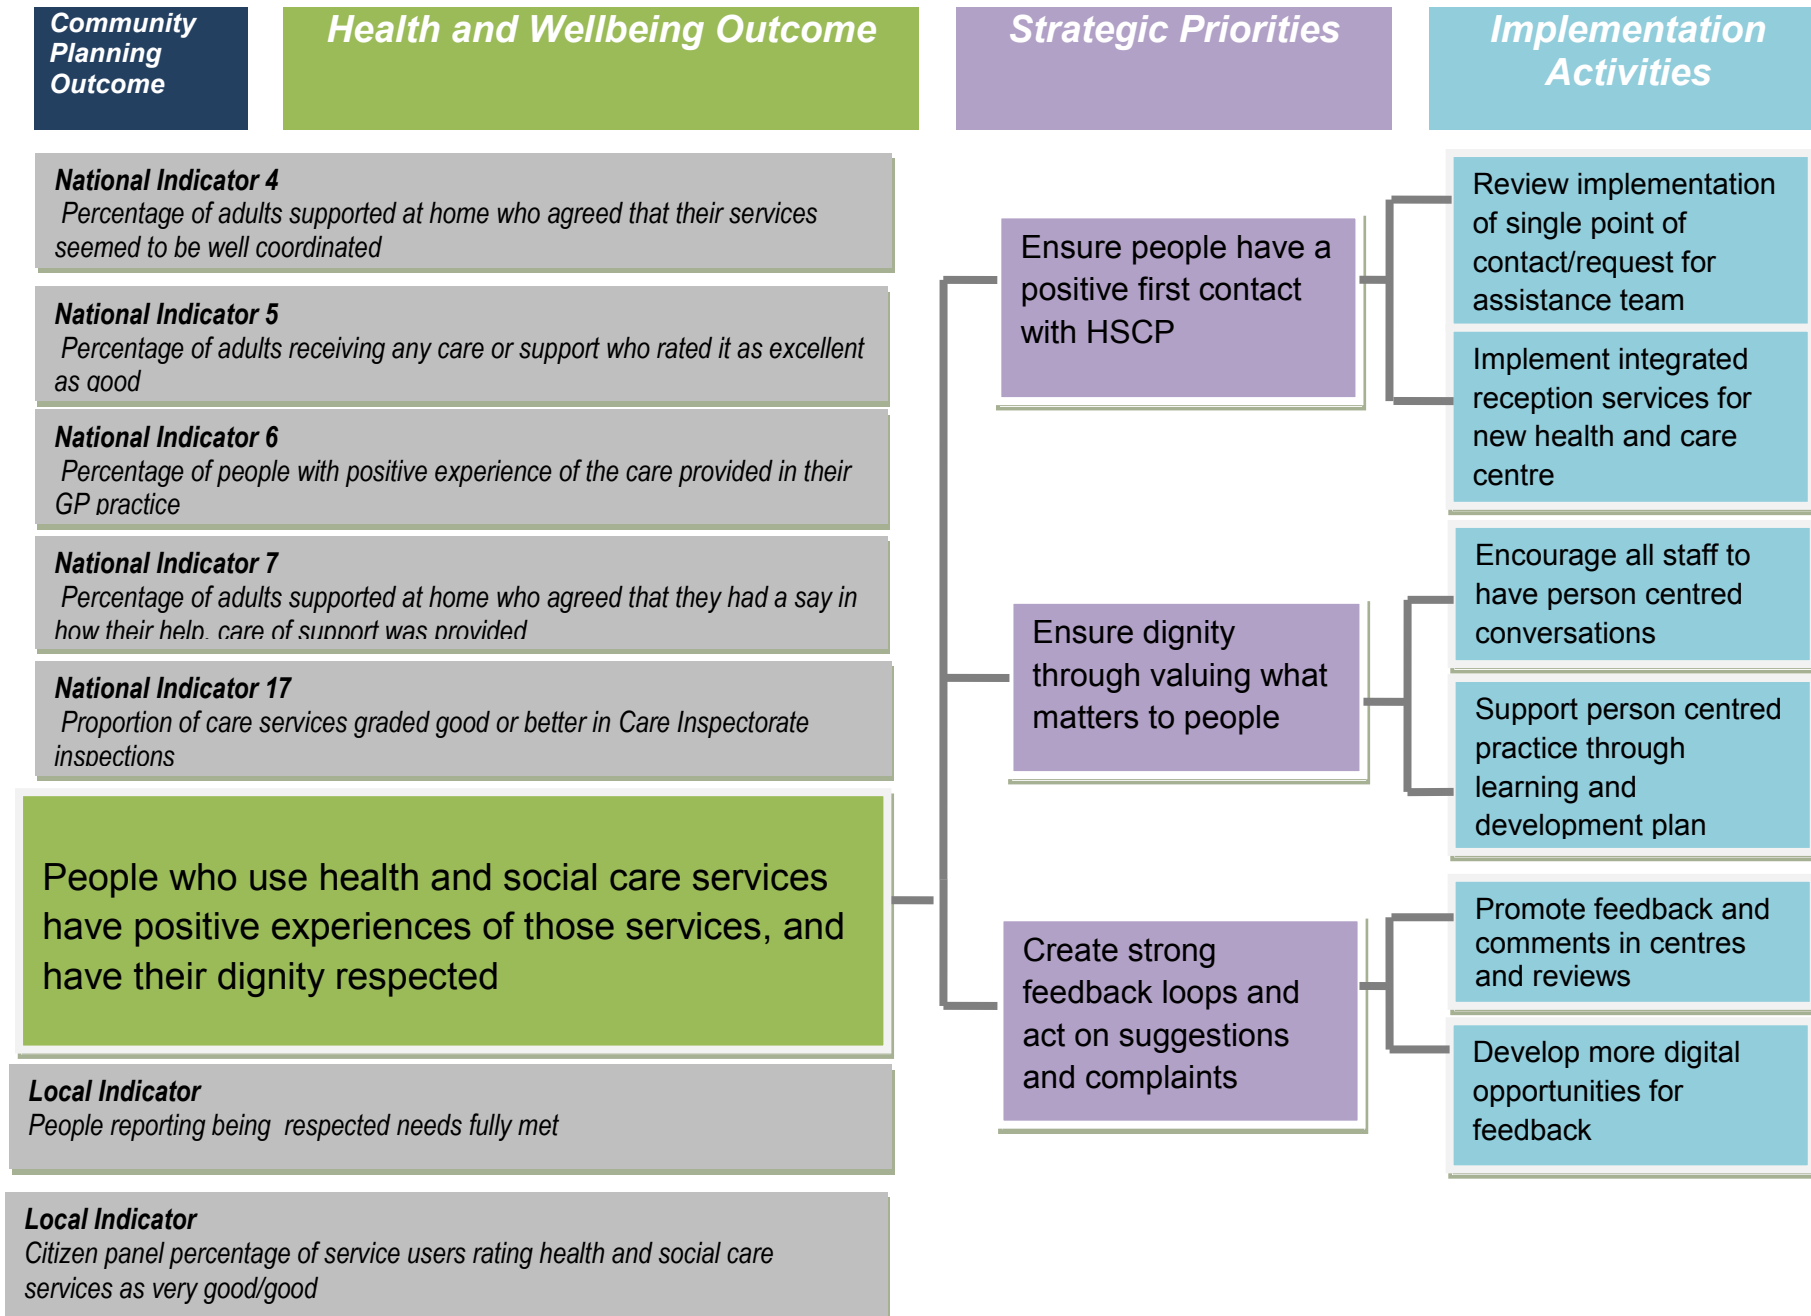 Community
Planning
Outcome
Health and Wellbeing Outcome
Strategic Priorities
Implementation
Activities
National Indicator 4
Percentage of adults supported at home who agreed that their services
seemed to be well coordinated
National Indicator 5
Percentage of adults receiving any care or support who rated it as excellent
as good
National Indicator 6
Percentage of people with positive experience of the care provided in their
GP practice
National Indicator 7
Percentage of adults supported at home who agreed that they had a say in
how their help, care of support was provided
National Indicator 17
Proportion of care services graded good or better in Care Inspectorate
inspections
People who use health and social care services
have positive experiences of those services, and
have their dignity respected
Local Indicator
People reporting being respected needs fully met
Local Indicator
Citizen panel percentage of service users rating health and social care
services as very good/good
Ensure people have a
positive first contact
with HSCP
Ensure dignity
through valuing what
matters to people
Create strong
feedback loops and
act on suggestions
and complaints
Review implementation
of single point of
contact/request for
assistance team
Implement integrated
reception services for
new health and care
centre
Encourage all staff to
have person centred
conversations
Support person centred
practice through
learning and
development plan
Promote feedback and
comments in centres
and reviews
Develop more digital
opportunities for
feedback